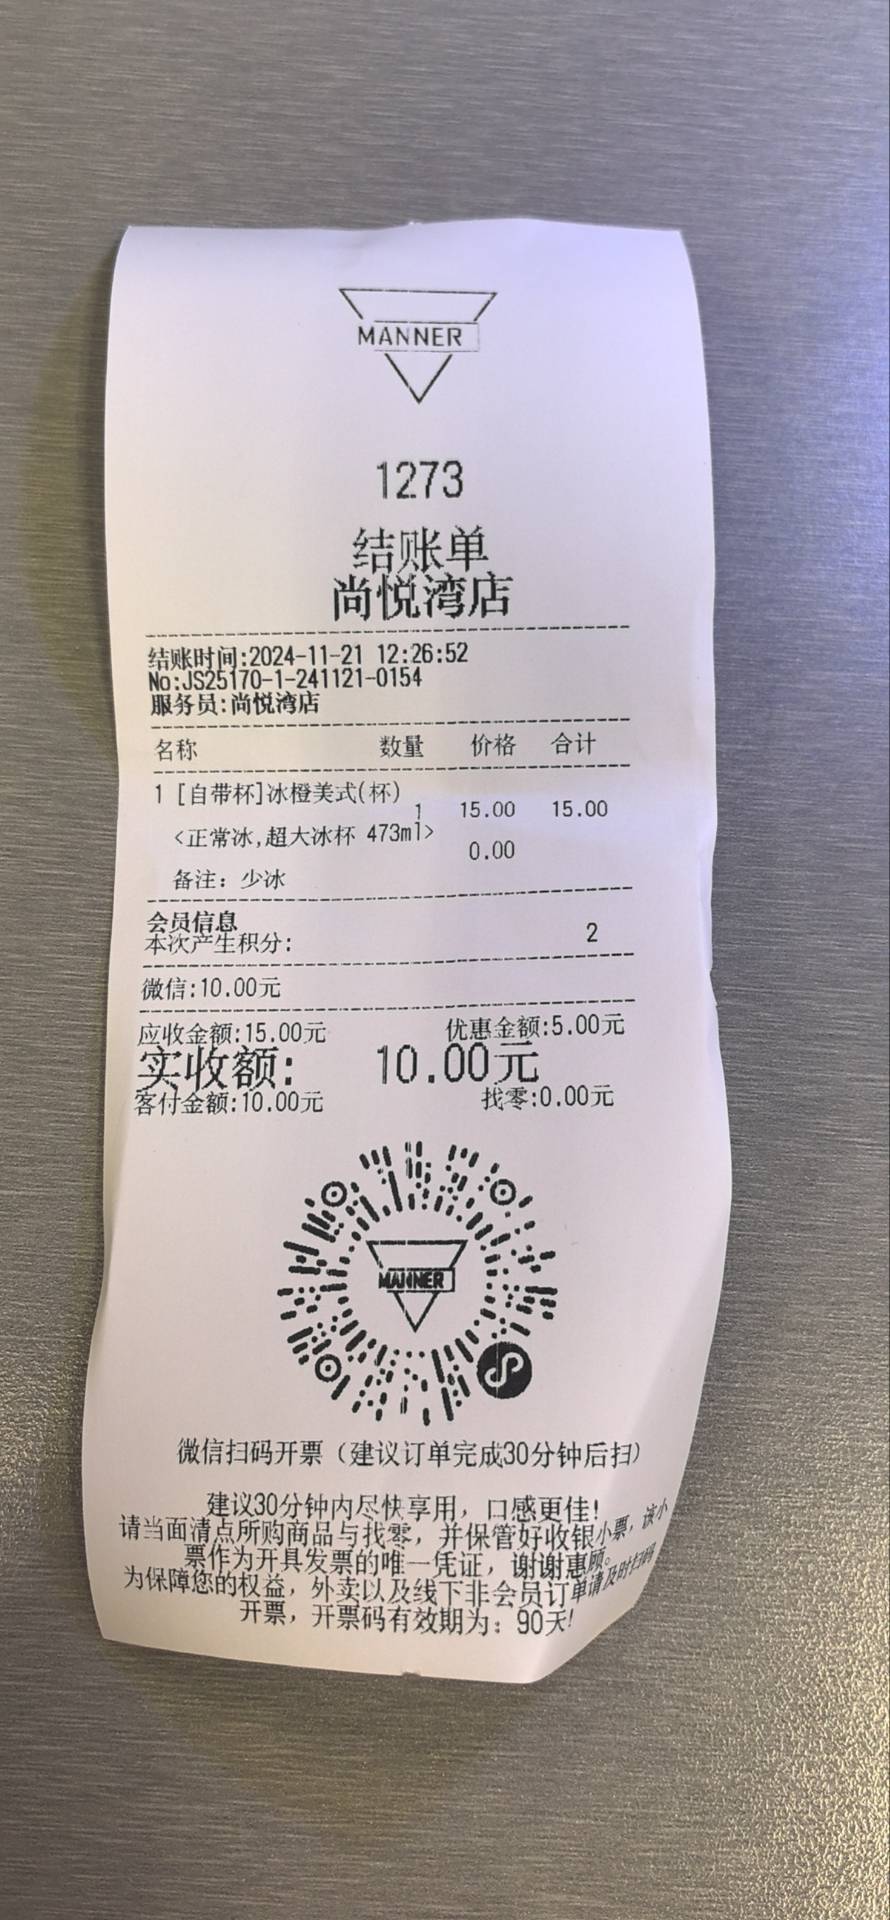 MANNER
1273
结账单
尚悦湾店
结账时间:2024-11-21 12:26:52
No:JS25170-1-241121-0154
服务员:尚悦湾店
名称 数量 价格 合计
1 [自带杯]冰橙美式(杯)
1 15.00 15.00
<正常冰,超大冰杯 473ml>
0.00
备注: 少冰
会员信息
本次产生积分: 2
微信:10.00元
应收金额:15.00元 优惠金额:5.00元
实收额: 10.00元
客付金额:10.00元 找零:0.00元
MANNER
微信扫码开票（建议订单完成30分钟后扫）
建议30分钟内尽快享用，口感更佳!
请当面清点所购商品与找零，并保管好收银小票，该小
票作为开具发票的唯一凭证，谢谢惠顾。
为保障您的权益，外卖以及线下非会员订单请及时扫码
开票，开票码有效期为: 90天!